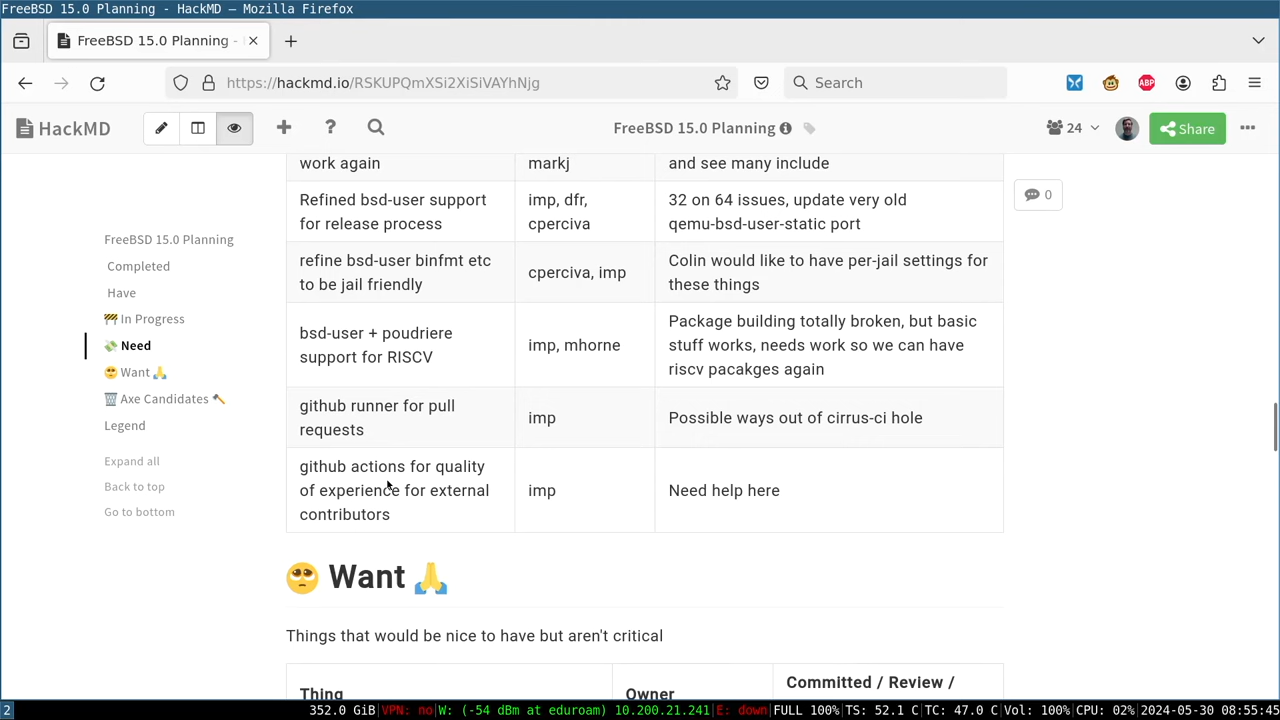 FreeBSD 15.0 Planning - HackMD — Mozilla Firefox
FreeBSD 15.0 Planning -
https://hackmd.io/RSKUPQmXSi2XiSiVAYhNjg
Search
ABP
HackMD
FreeBSD 15.0 Planning
24
Share
work again
markj
and see many include
0
Refined bsd-user support
for release process
imp, dfr,
cperciva
32 on 64 issues, update very old
qemu-bsd-user-static port
refine bsd-user binfmt etc
to be jail friendly
cperciva, imp
Colin would like to have per-jail settings for
these things
bsd-user + poudriere
support for RISCV
imp, mhorne
Package building totally broken, but basic
stuff works, needs work so we can have
riscv pacakges again
github runner for pull
requests
imp
Possible ways out of cirrus-ci hole
github actions for quality
of experience for external
contributors
imp
Need help here
🥺 Want 🙏
Things that would be nice to have but aren't critical
Thing
Owner
Committed / Review /
FreeBSD 15.0 Planning
Completed
Have
🚧 In Progress
💸 Need
🥺 Want 🙏
🗑️ Axe Candidates 🪓
Legend
Expand all
Back to top
Go to bottom
2
352.0 GiB|VPN: no|W: (-54 dBm at eduroam) 10.200.21.241|E: down|FULL 100%|TS: 52.1 C|TC: 47.0 C|Vol: 100%|CPU: 02%|2024-05-30 08:55:45